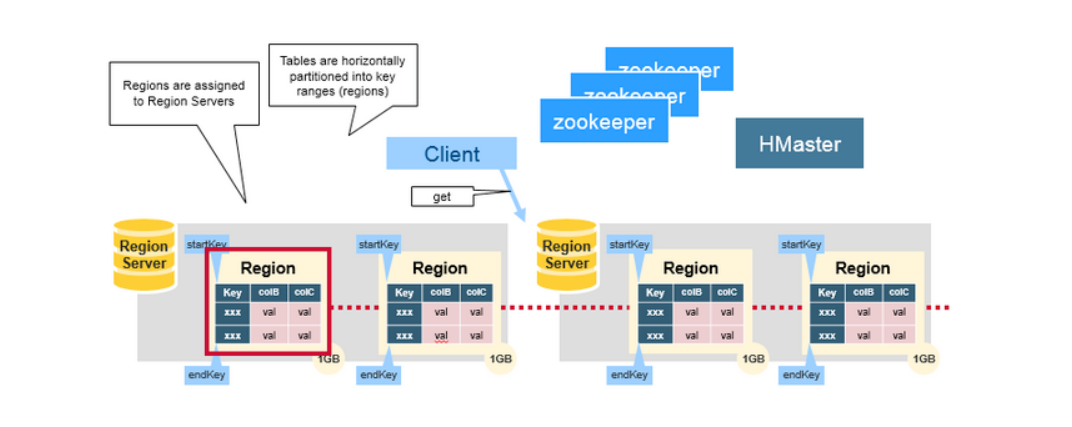 Tables are horizontally
partitioned into key
ranges (regions)
Regions are assigned
to Region Servers
zookeeper
zookeeper
zookeeper
HMaster
Client
get
Region
Server
startKey
Region
Key colB colC
xxx val val
xxx val val
1GB
endKey
startKey
Region
Key colB colC
xxx val val
xxx val val
1GB
endKey
Region
Server
startKey
Region
Key colB colC
xxx val val
xxx val val
1GB
endKey
startKey
Region
Key colB colC
xxx val val
xxx val val
1GB
endKey